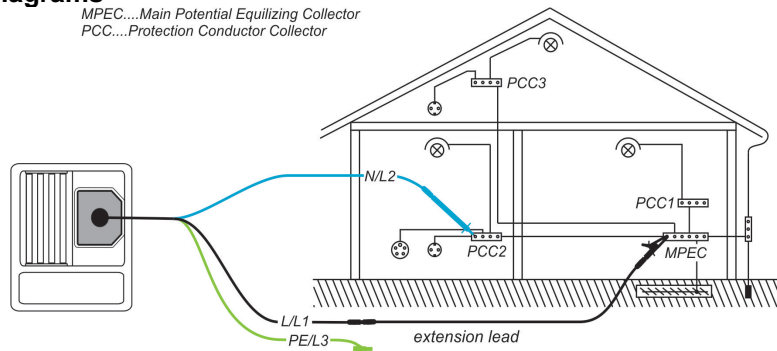 MPEC....Main Potential Equilizing Collector
PCC....Protection Conductor Collector
PCC3
N/L2
PCC1
PCC2
MPEC
L/L1
extension lead
PE/L3